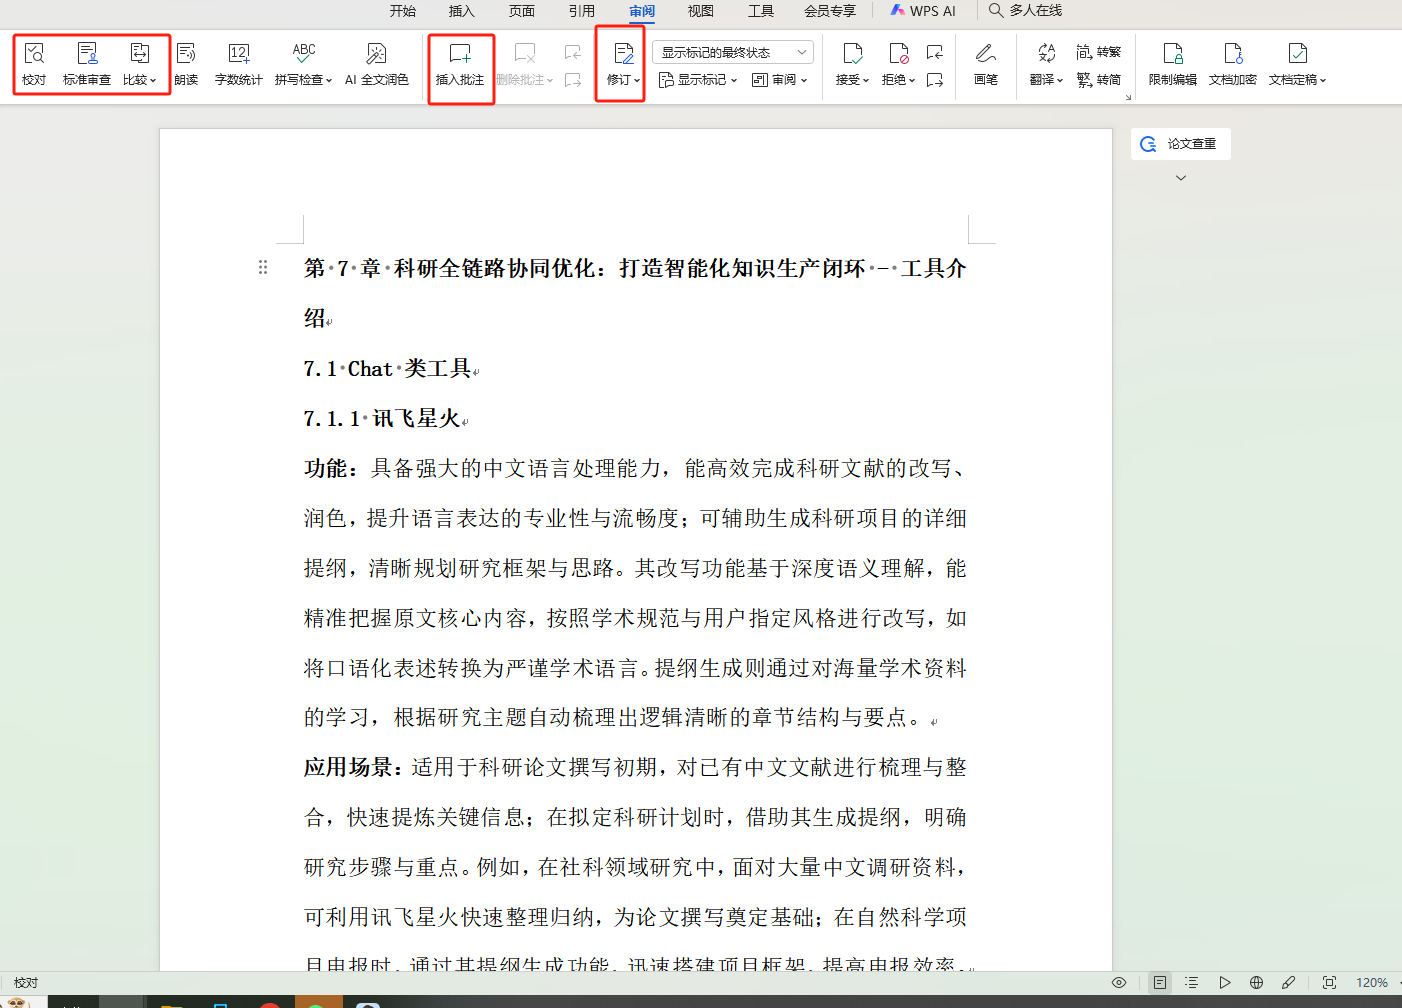 开始 插入 页面 引用 审阅 视图 工具 会员专享 WPS AI 多人在线
校对 标准审查 比较 朗读 字数统计 拼写检查 AI 全文润色 插入批注 删除批注 修订 显示标记的最终状态 显示标记 审阅 接受 拒绝 画笔 翻译 简 转繁 繁 转简 限制编辑 文档加密 文档定稿
论文查重
第 7 章 科研全链路协同优化：打造智能化知识生产闭环 - 工具介
绍
7.1 Chat 类工具
7.1.1 讯飞星火
功能：具备强大的中文语言处理能力，能高效完成科研文献的改写、
润色，提升语言表达的专业性与流畅度；可辅助生成科研项目的详细
提纲，清晰规划研究框架与思路。其改写功能基于深度语义理解，能
精准把握原文核心内容，按照学术规范与用户指定风格进行改写，如
将口语化表述转换为严谨学术语言。提纲生成则通过对海量学术资料
的学习，根据研究主题自动梳理出逻辑清晰的章节结构与要点。
应用场景：适用于科研论文撰写初期，对已有中文文献进行梳理与整
合，快速提炼关键信息；在拟定科研计划时，借助其生成提纲，明确
研究步骤与重点。例如，在社科领域研究中，面对大量中文调研资料，
可利用讯飞星火快速整理归纳，为论文撰写奠定基础；在自然科学项
目申报时，通过其提纲生成功能，迅速搭建项目框架，提高申报效率。
校对 120%